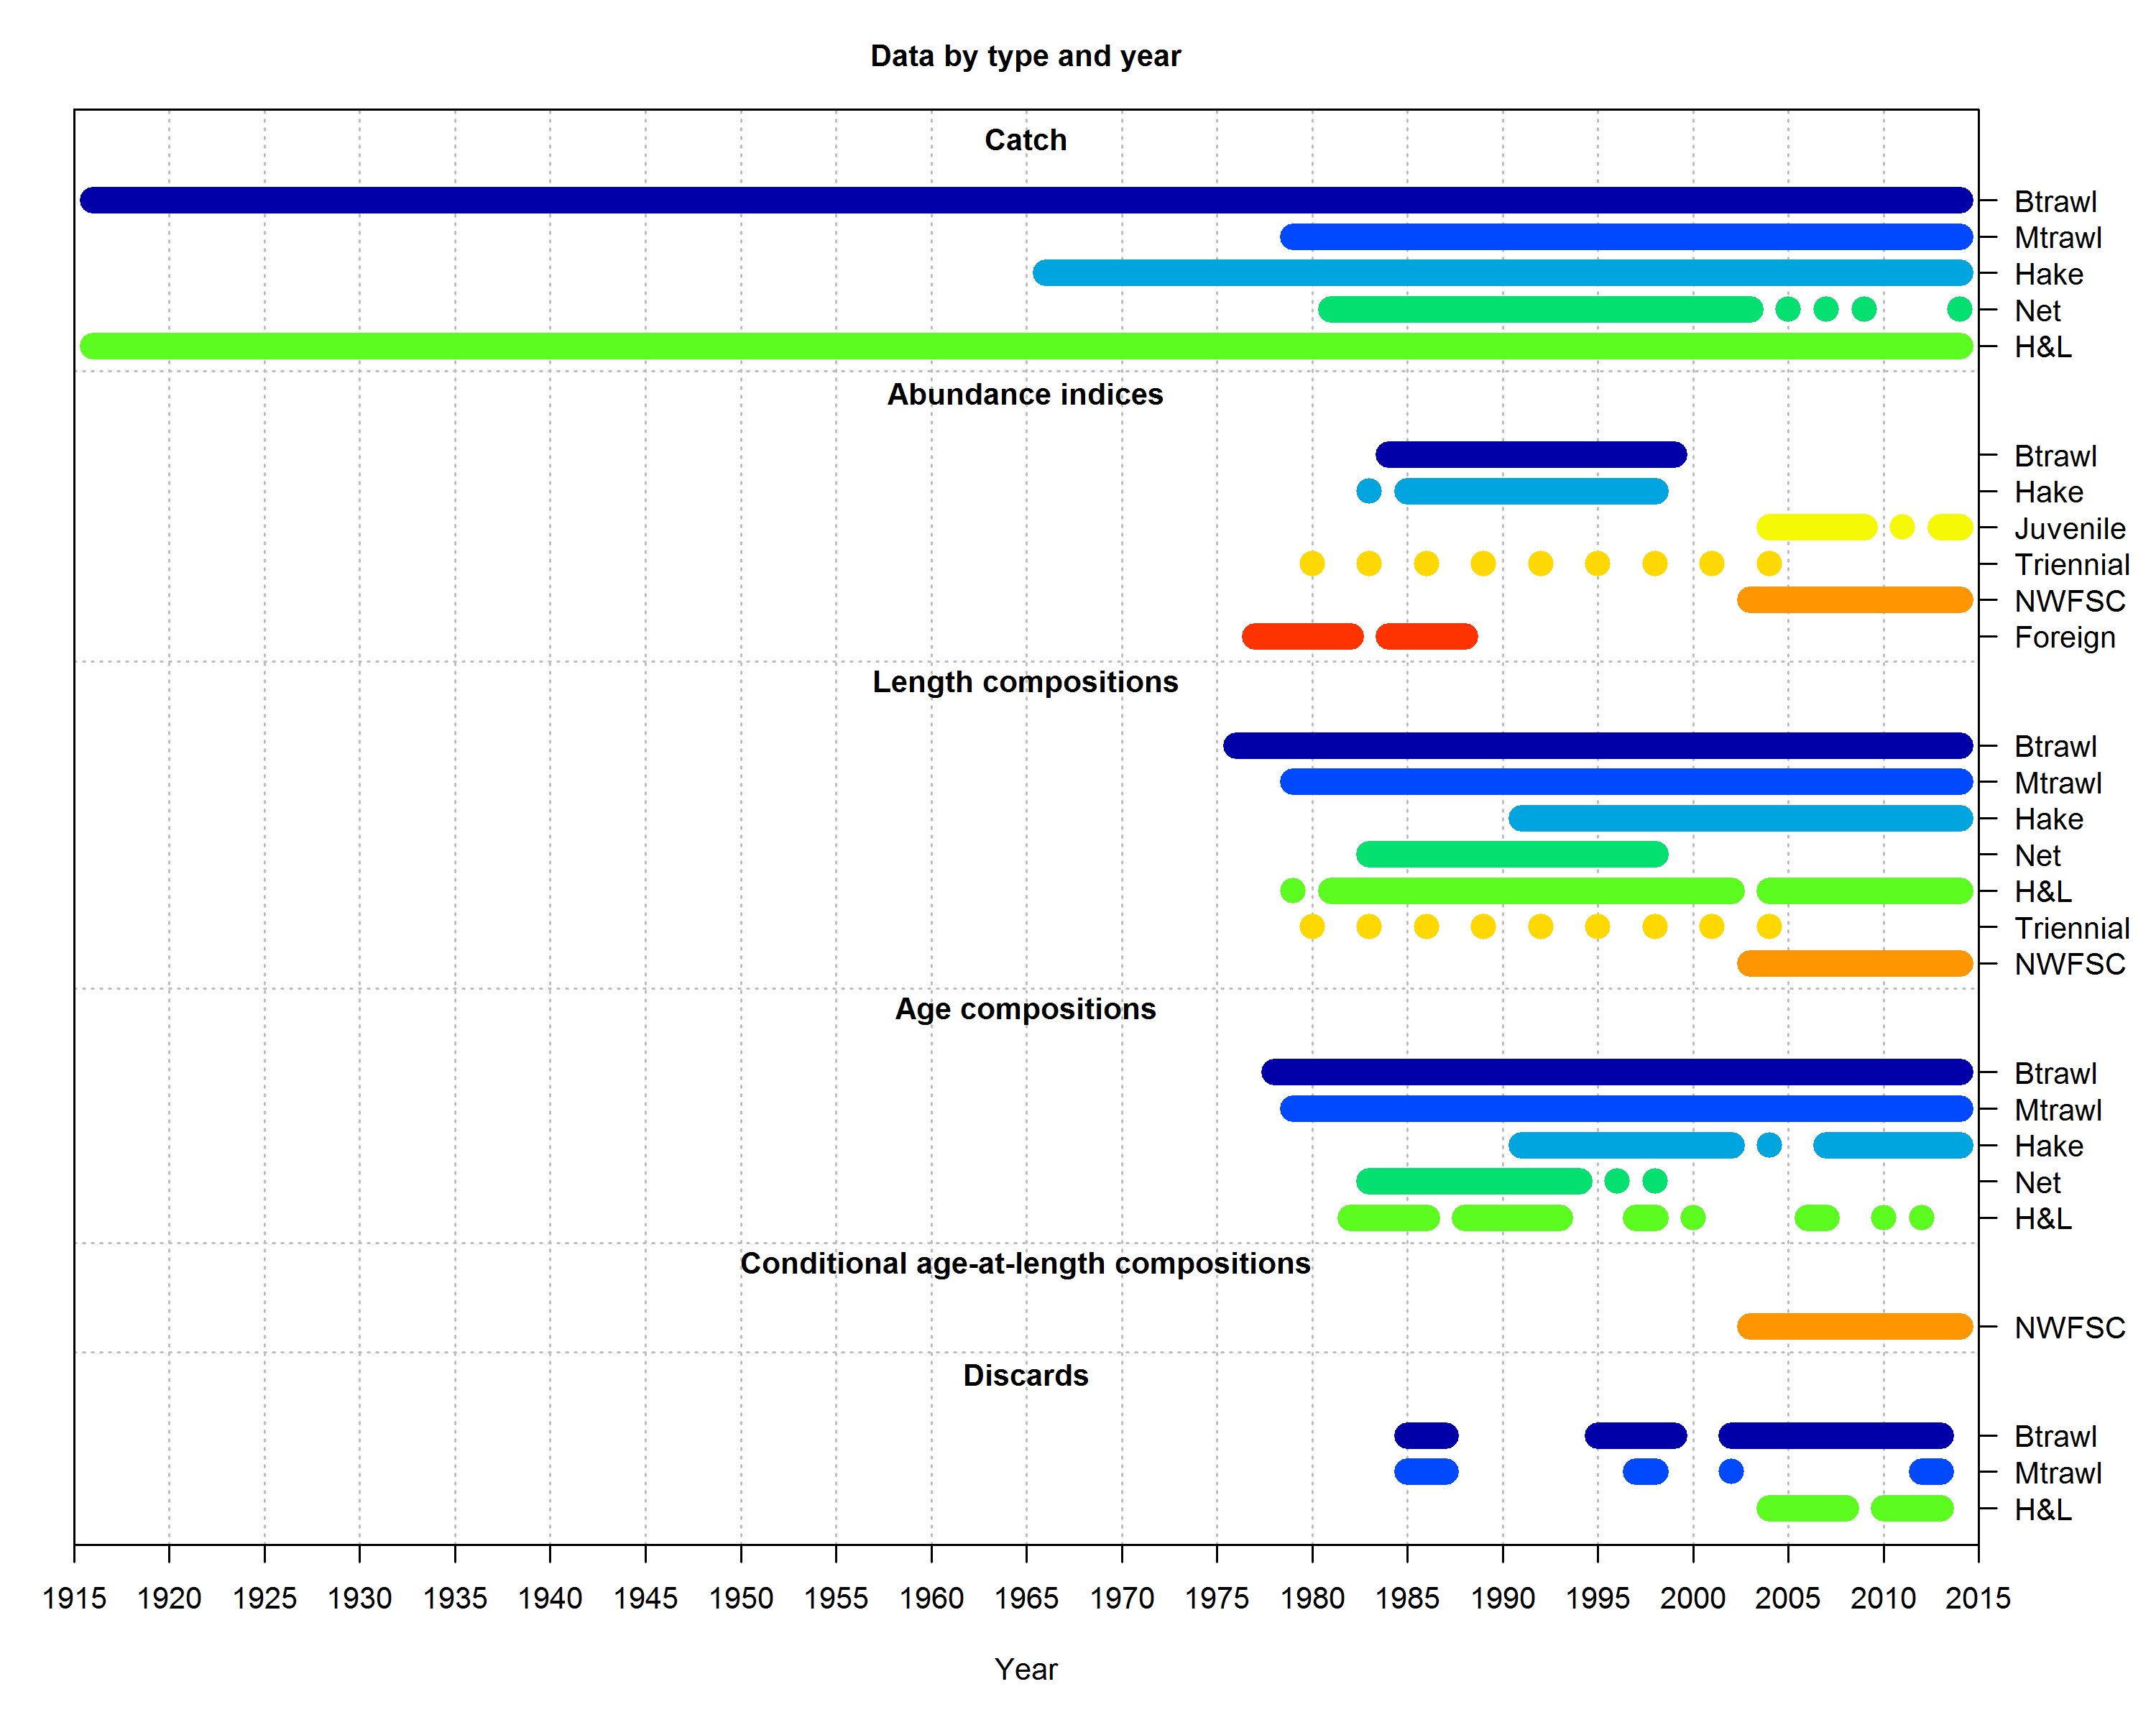 Data by type and year
Catch
Btrawl
Mtrawl
Hake
Net
H&L
Abundance indices
Btrawl
Hake
Juvenile
Triennial
NWFSC
Foreign
Length compositions
Btrawl
Mtrawl
Hake
Net
H&L
Triennial
NWFSC
Age compositions
Btrawl
Mtrawl
Hake
Net
H&L
Conditional age-at-length compositions
NWFSC
Discards
Btrawl
Mtrawl
H&L
1915 1920 1925 1930 1935 1940 1945 1950 1955 1960 1965 1970 1975 1980 1985 1990 1995 2000 2005 2010 2015
Year